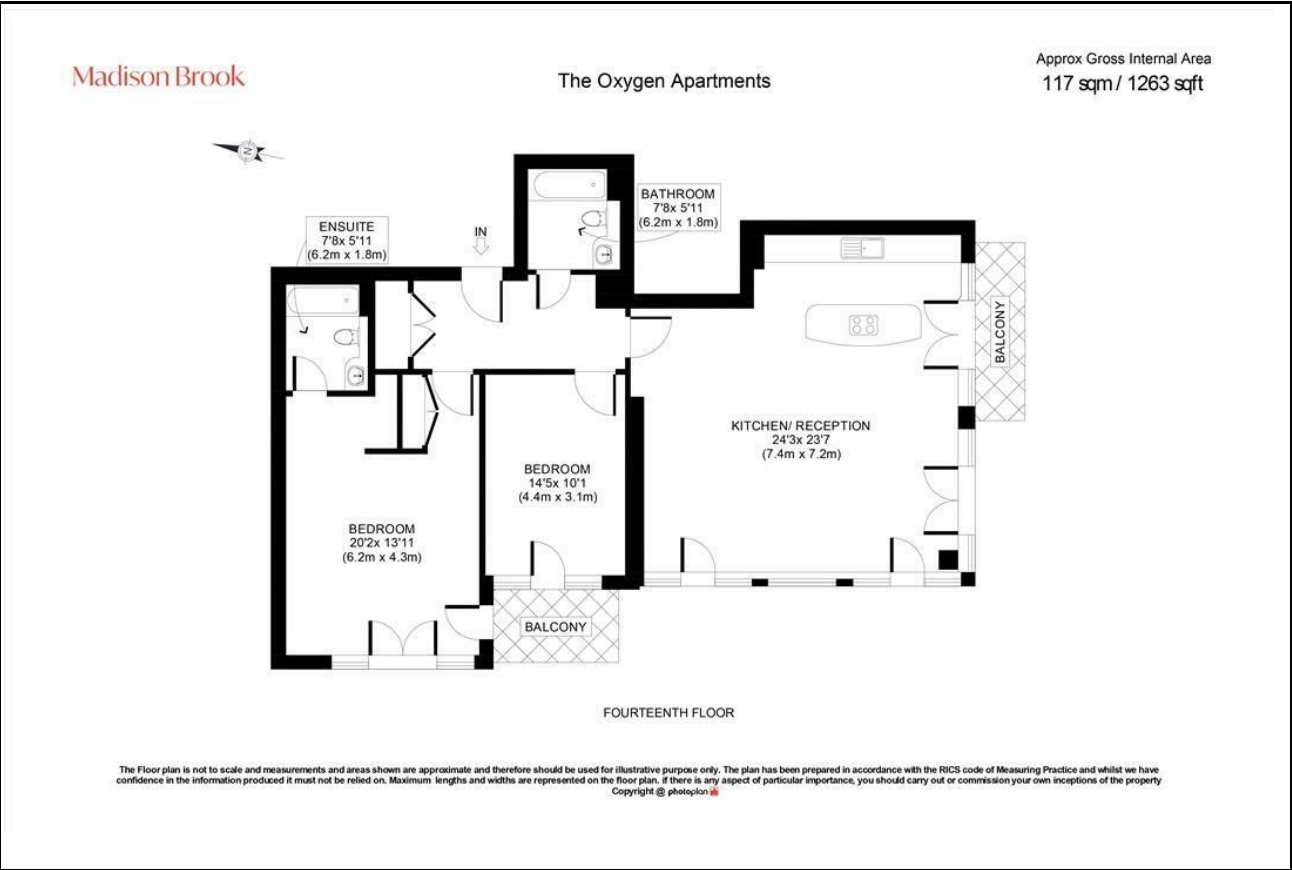 Madison Brook
The Oxygen Apartments
Approx Gross Internal Area
117 sqm / 1263 sqft
N
ENSUITE
7'8x 5'11
(6.2m x 1.8m)
IN
BATHROOM
7'8x 5'11
(6.2m x 1.8m)
BALCONY
KITCHEN/ RECEPTION
24'3x 23'7
(7.4m x 7.2m)
BEDROOM
14'5x 10'1
(4.4m x 3.1m)
BEDROOM
20'2x 13'11
(6.2m x 4.3m)
BALCONY
FOURTEENTH FLOOR
The Floor plan is not to scale and measurements and areas shown are approximate and therefore should be used for illustrative purpose only. The plan has been prepared in accordance with the RICS code of Measuring Practice and whilst we have
confidence in the information produced it must not be relied on. Maximum lengths and widths are represented on the floor plan. if there is any aspect of particular importance, you should carry out or commission your own inceptions of the property
Copyright @ photoplan